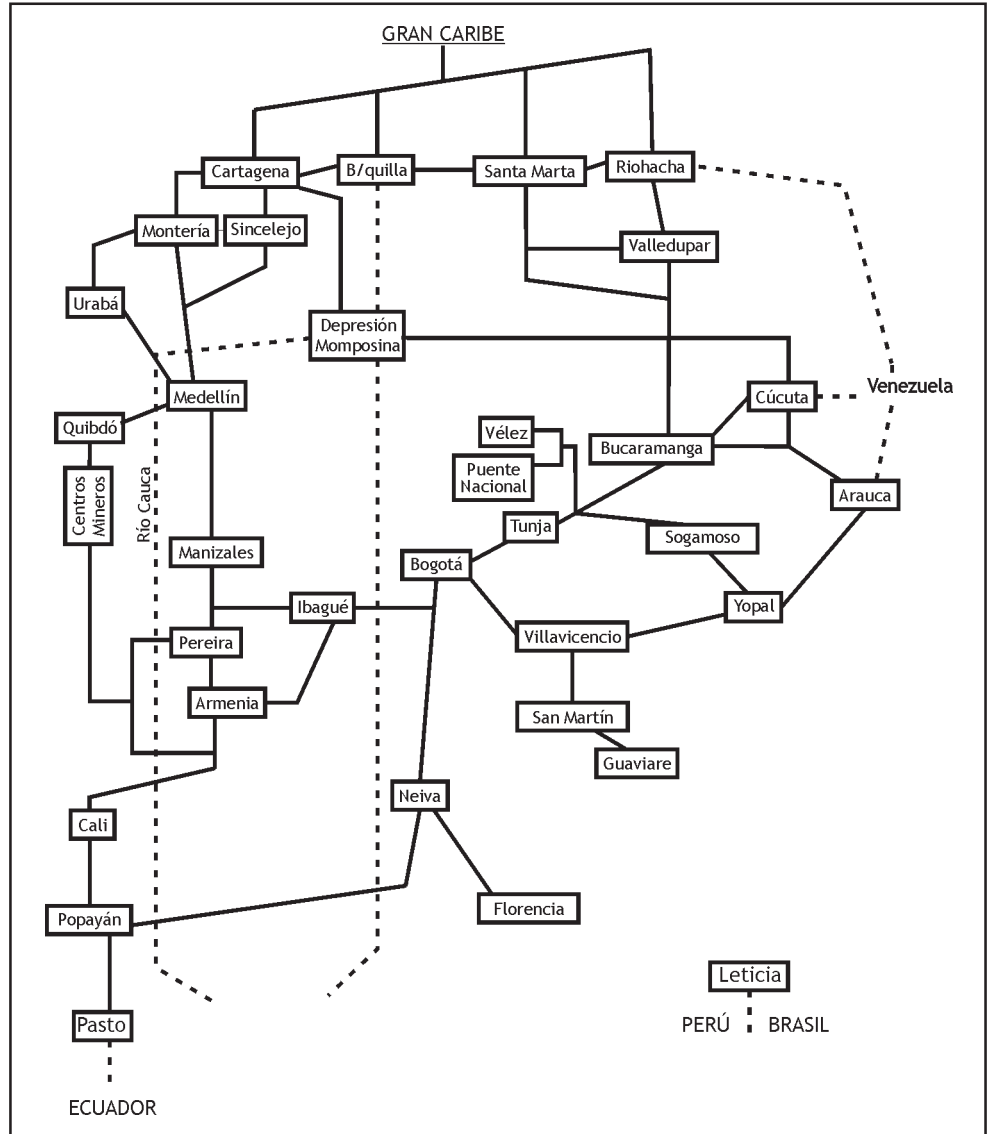 GRAN CARIBE
Cartagena
B/quilla
Santa Marta
Riohacha
Montería
Sincelejo
Valledupar
Urabá
Depresión
Momposina
Medellín
Cúcuta
Venezuela
Quibdó
Vélez
Bucaramanga
Puente
Nacional
Centros
Mineros
Río Cauca
Arauca
Tunja
Sogamoso
Manizales
Bogotá
Ibagué
Yopal
Pereira
Villavicencio
Armenia
San Martín
Guaviare
Neiva
Cali
Florencia
Popayán
Leticia
Pasto
PERÚ
BRASIL
ECUADOR